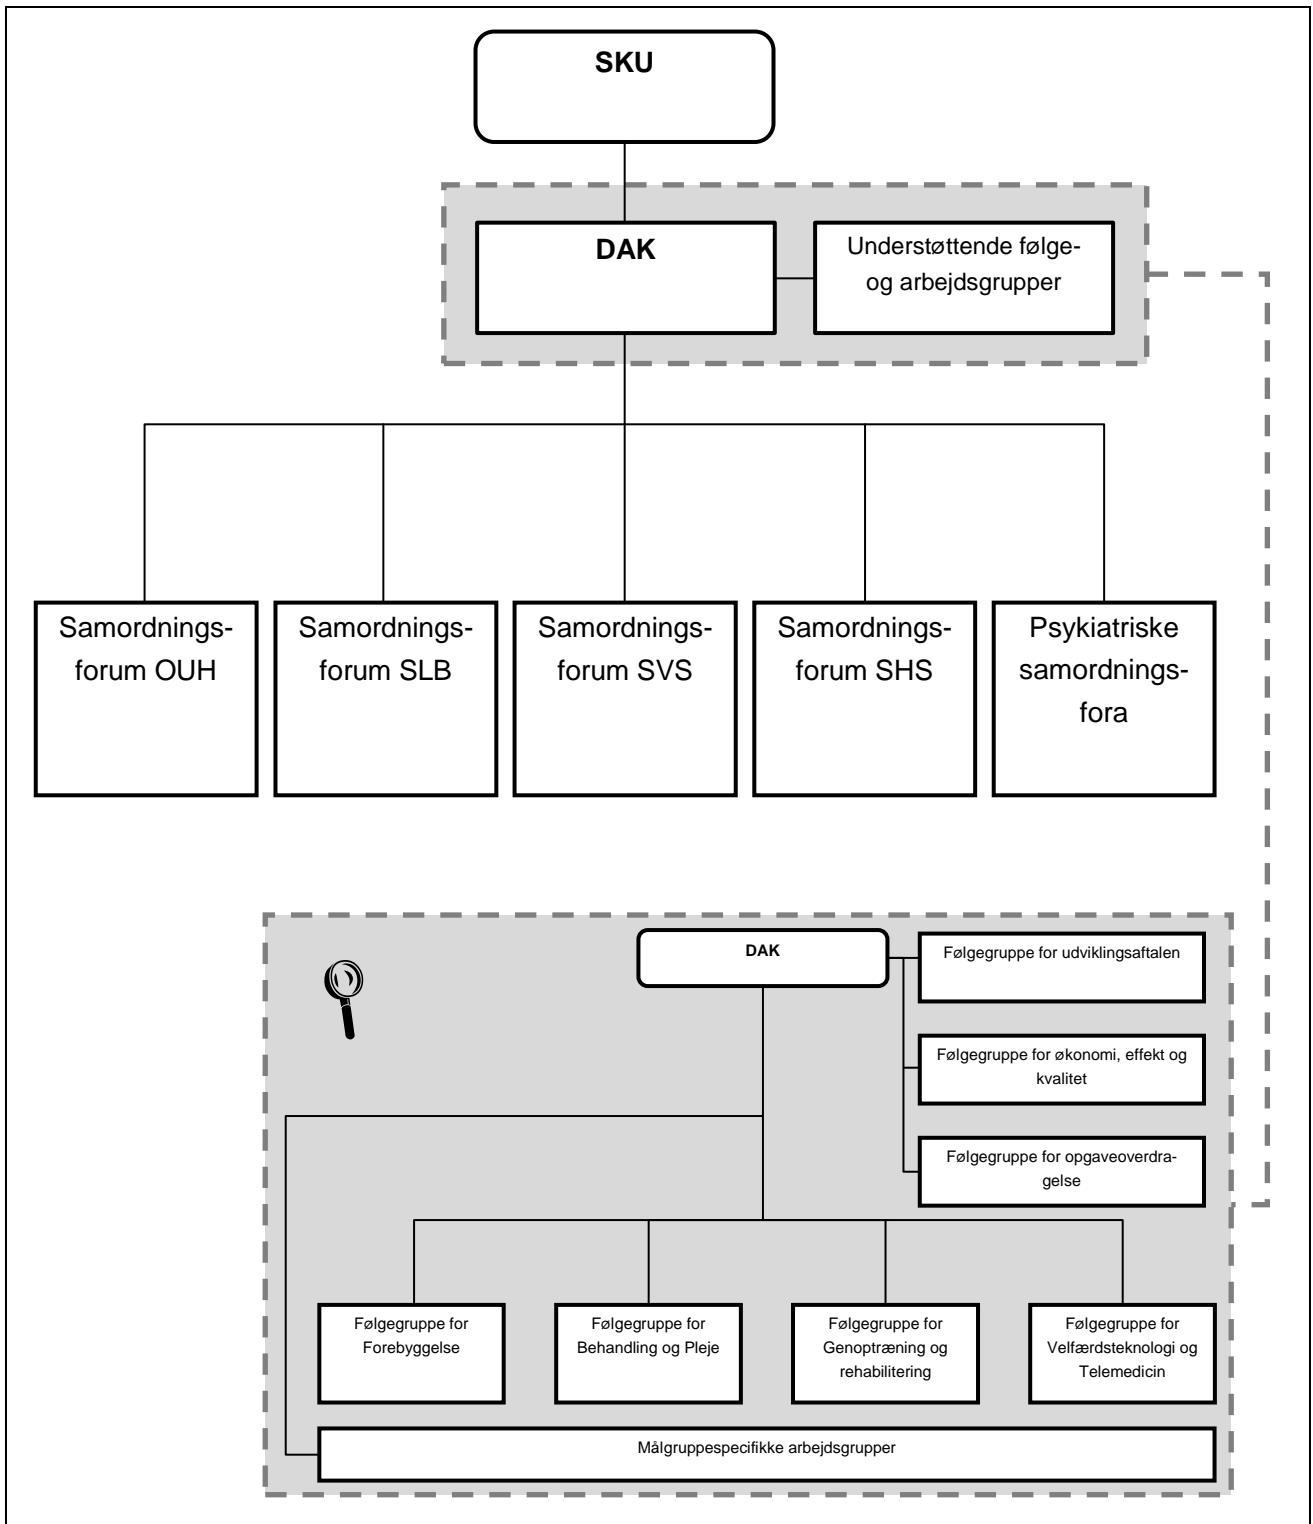 SKU
DAK
Understøttende følge-
og arbejdsgrupper
Samordnings-
forum OUH
Samordnings-
forum SLB
Samordnings-
forum SVS
Samordnings-
forum SHS
Psykiatriske
samordnings-
fora
DAK
Følgegruppe for udviklingsaftalen
Følgegruppe for økonomi, effekt og
kvalitet
Følgegruppe for opgaveoverdra-
gelse
Følgegruppe for
Forebyggelse
Følgegruppe for
Behandling og Pleje
Følgegruppe for
Genoptræning og
rehabilitering
Følgegruppe for
Velfærdsteknologi og
Telemedicin
Målgruppespecifikke arbejdsgrupper